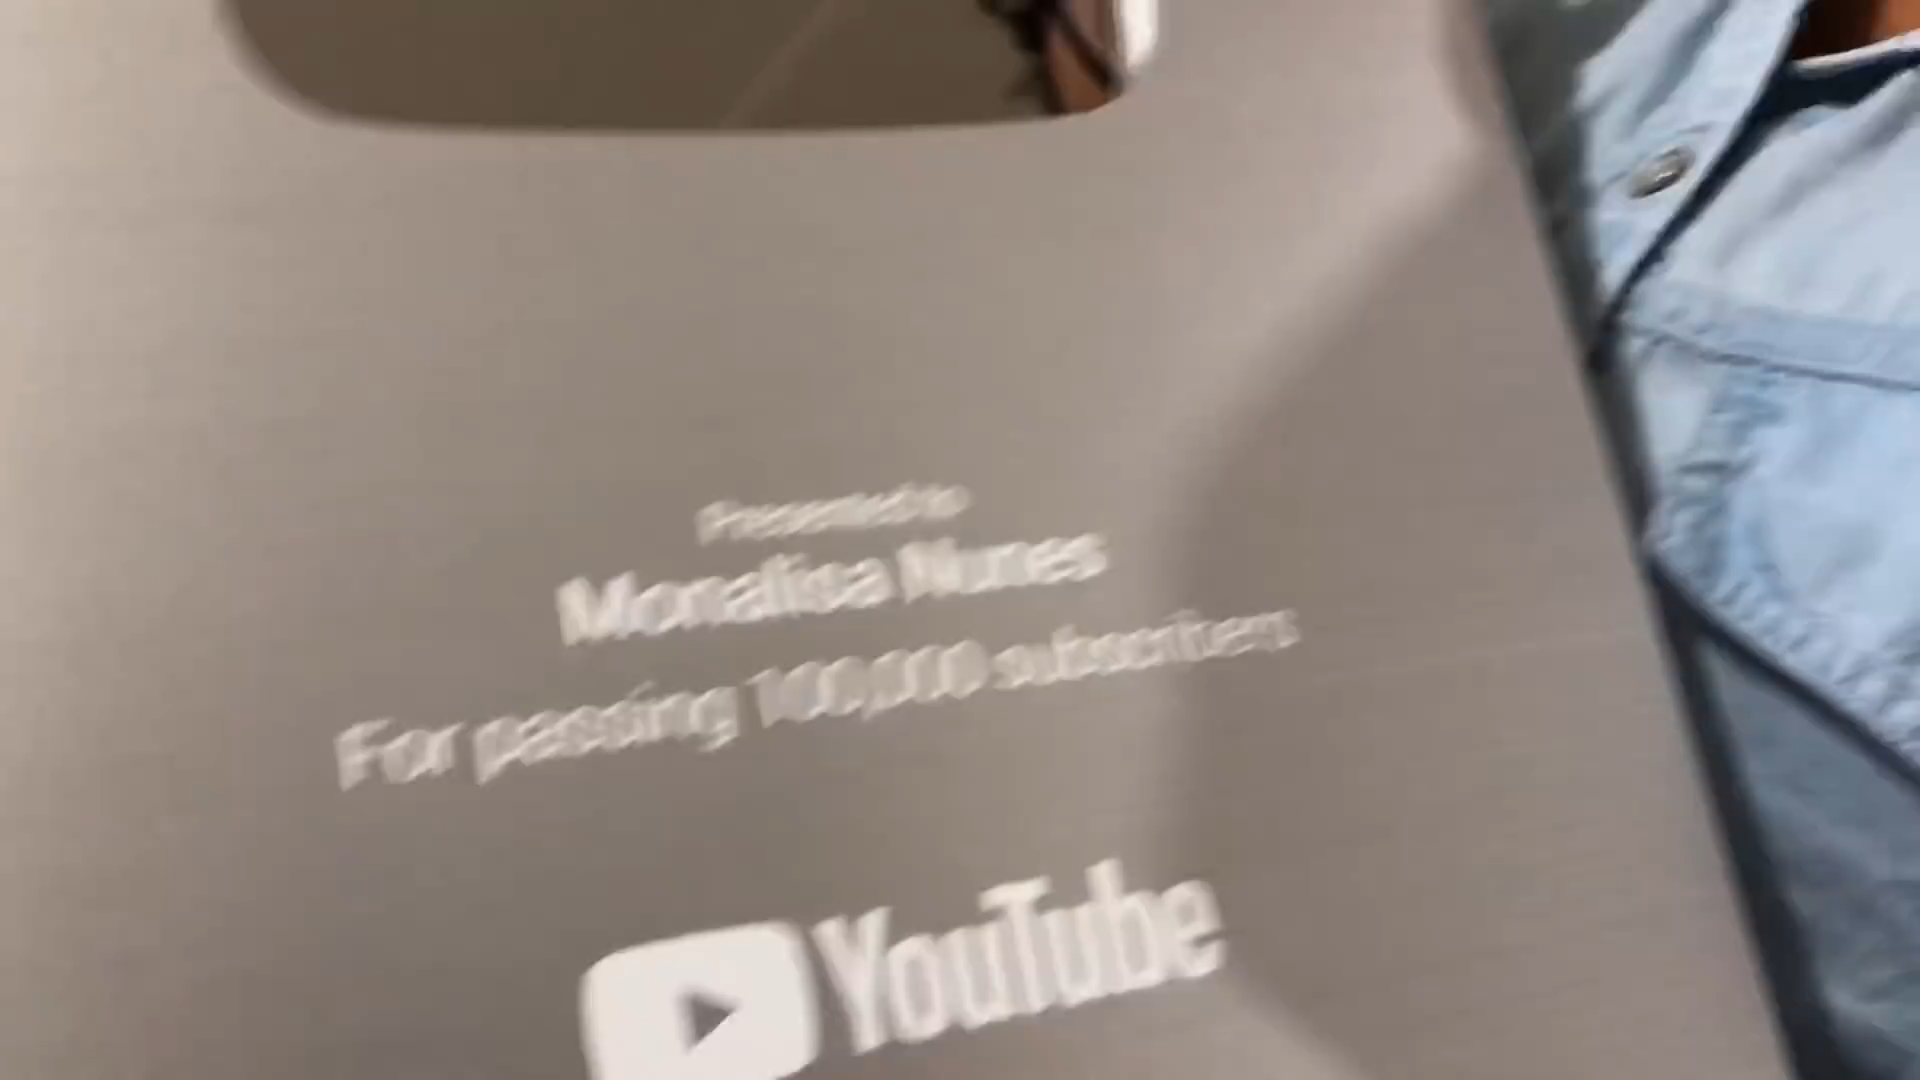 Presented to
Monalisa Nunes
For passing 100,000 subscribers
YouTube